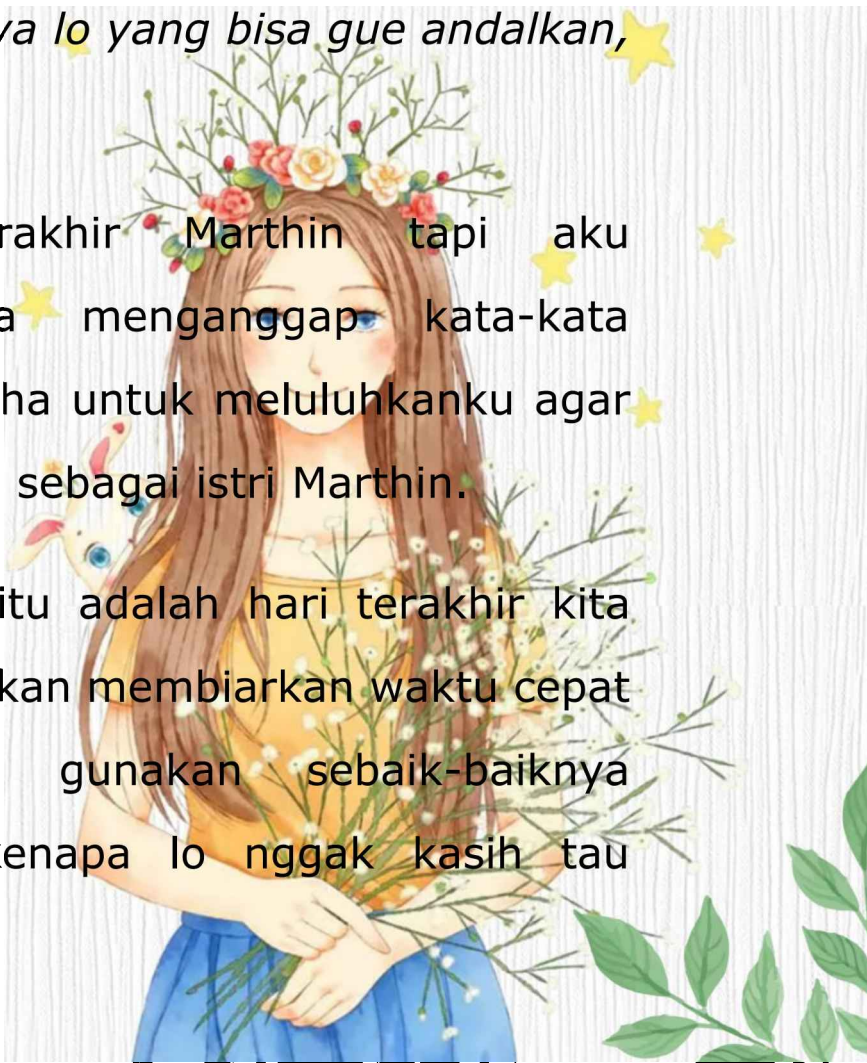 ya lo yang bisa gue andalkan,
rakhir Marthin tapi aku
a menganggap kata-kata
ha untuk meluluhkanku agar
sebagai istri Marthin.
itu adalah hari terakhir kita
kan membiarkan waktu cepat
gunakan sebaik-baiknya
kenapa lo nggak kasih tau